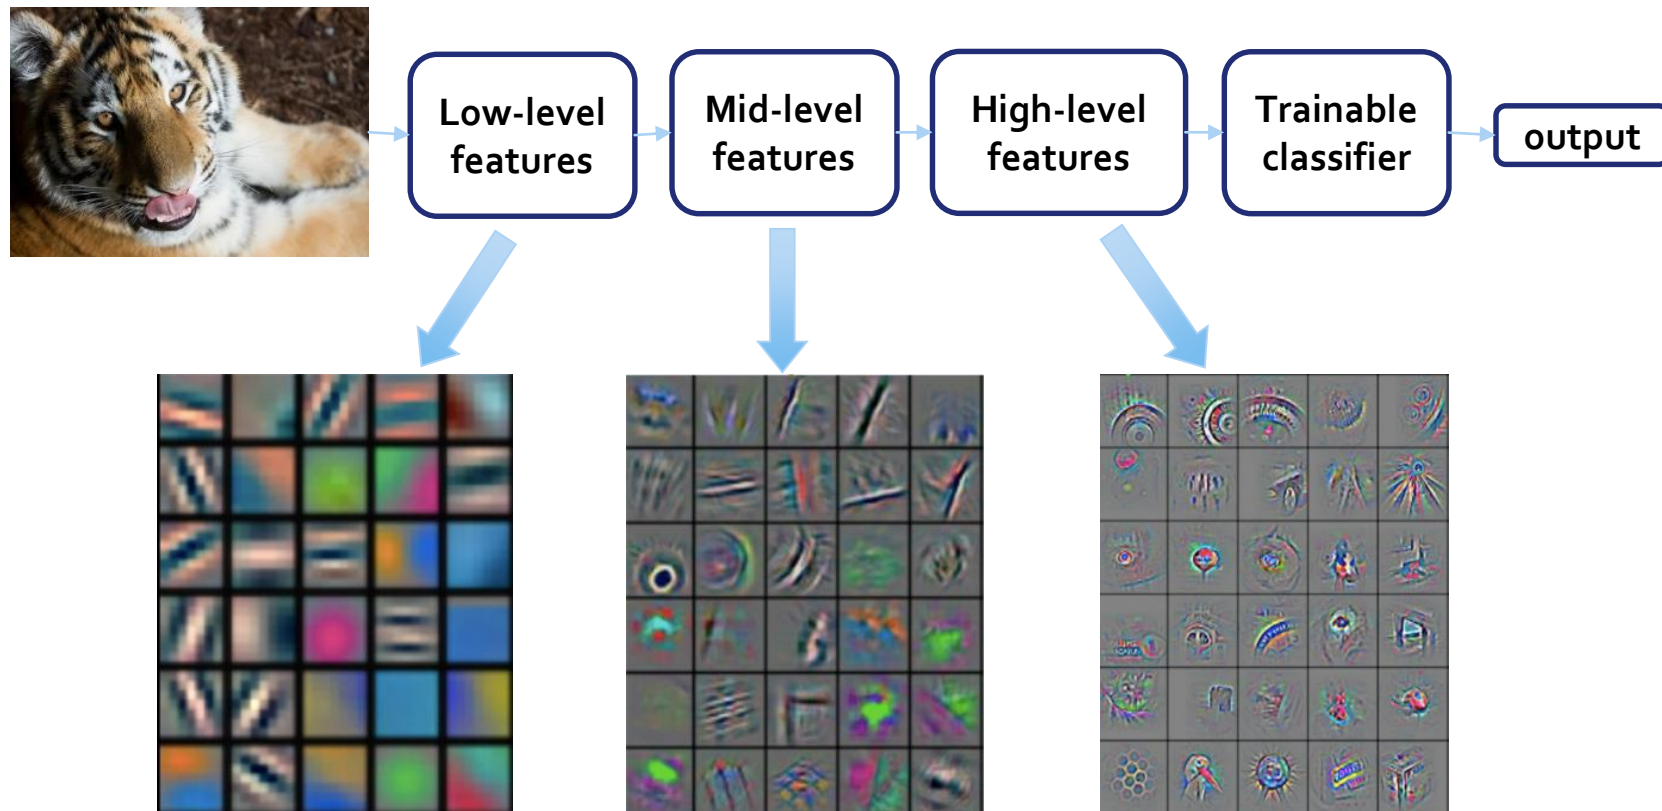 Low-level
features
Mid-level
features
High-level
features
Trainable
classifier
output